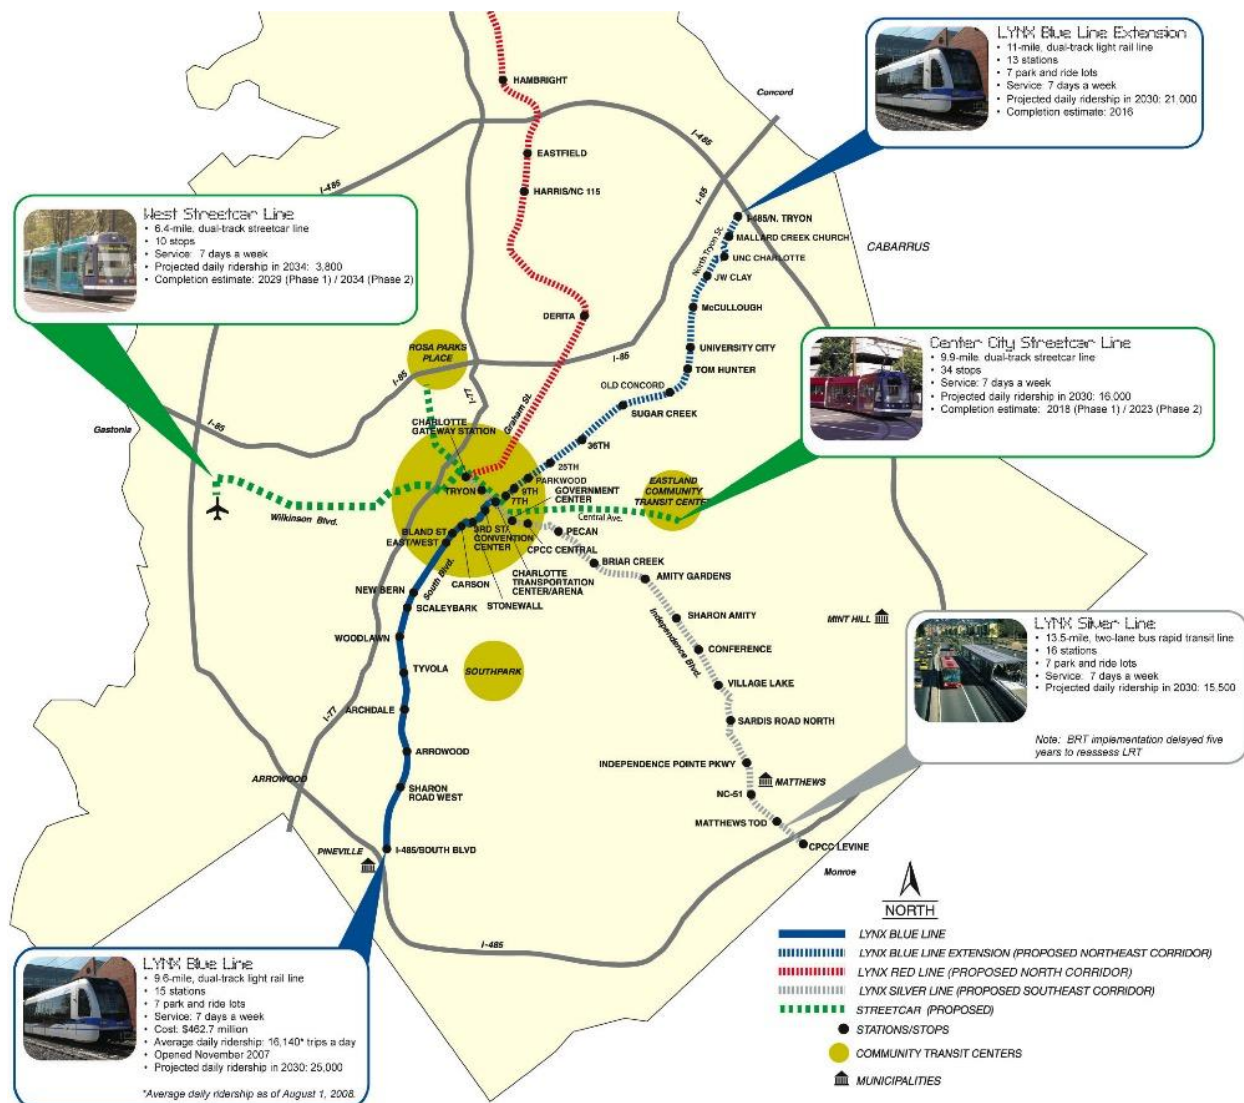 LYNX Blue Line Extension
• 11-mile, dual-track light rail line
• 13 stations
• 7 park and ride lots
• Service: 7 days a week
• Projected daily ridership in 2030: 21,000
• Completion estimate: 2016
HAMBRIGHT
Concord
I-485
EASTFIELD
I-77
I-85
HARRIS/NC 115
I-485
West Streetcar Line
• 6.4-mile, dual-track streetcar line
• 10 stops
• Service: 7 days a week
• Projected daily ridership in 2034: 3,800
• Completion estimate: 2029 (Phase 1) / 2034 (Phase 2)
I-485/N. TRYON
MALLARD CREEK CHURCH
CABARRUS
North Tryon St.
UNC CHARLOTTE
JW CLAY
McCULLOUGH
DERITA
ROSA PARKS
PLACE
I-85
UNIVERSITY CITY
TOM HUNTER
Center City Streetcar Line
• 9.9-mile, dual-track streetcar line
• 34 stops
• Service: 7 days a week
• Projected daily ridership in 2030: 16,000
• Completion estimate: 2018 (Phase 1) / 2023 (Phase 2)
I-85
I-77
OLD CONCORD
SUGAR CREEK
Graham St.
Gastonia
I-85
CHARLOTTE
GATEWAY STATION
36TH
25TH
PARKWOOD
EASTLAND
COMMUNITY
TRANSIT CENTER
TRYON
9TH
7TH
GOVERNMENT
CENTER
Wilkinson Blvd.
Central Ave.
BLAND ST
EAST/WEST
3RD ST/
CONVENTION
CENTER
PECAN
CPCC CENTRAL
BRIAR CREEK
South Blvd.
CARSON
CHARLOTTE
TRANSPORTATION
CENTER/ARENA
STONEWALL
AMITY GARDENS
NEW BERN
SCALEYBARK
Independence Blvd.
SHARON AMITY
MINT HILL
WOODLAWN
CONFERENCE
TYVOLA
SOUTHPARK
VILLAGE LAKE
LYNX Silver Line
• 13.5-mile, two-lane bus rapid transit line
• 16 stations
• 7 park and ride lots
• Service: 7 days a week
• Projected daily ridership in 2030: 15,500
Note: BRT implementation delayed five
years to reassess LRT
I-77
ARCHDALE
SARDIS ROAD NORTH
ARROWOOD
INDEPENDENCE POINTE PKWY
ARROWOOD
MATTHEWS
SHARON
ROAD WEST
NC-51
MATTHEWS TOD
PINEVILLE
I-485/SOUTH BLVD
CPCC LEVINE
Monroe
I-485
NORTH
LYNX BLUE LINE
LYNX BLUE LINE EXTENSION (PROPOSED NORTHEAST CORRIDOR)
LYNX RED LINE (PROPOSED NORTH CORRIDOR)
LYNX SILVER LINE (PROPOSED SOUTHEAST CORRIDOR)
STREETCAR (PROPOSED)
STATIONS/STOPS
COMMUNITY TRANSIT CENTERS
MUNICIPALITIES
LYNX Blue Line
• 9.6-mile, dual-track light rail line
• 15 stations
• 7 park and ride lots
• Service: 7 days a week
• Cost: $462.7 million
• Average daily ridership: 16,140* trips a day
• Opened November 2007
• Projected daily ridership in 2030: 25,000
*Average daily ridership as of August 1, 2008.